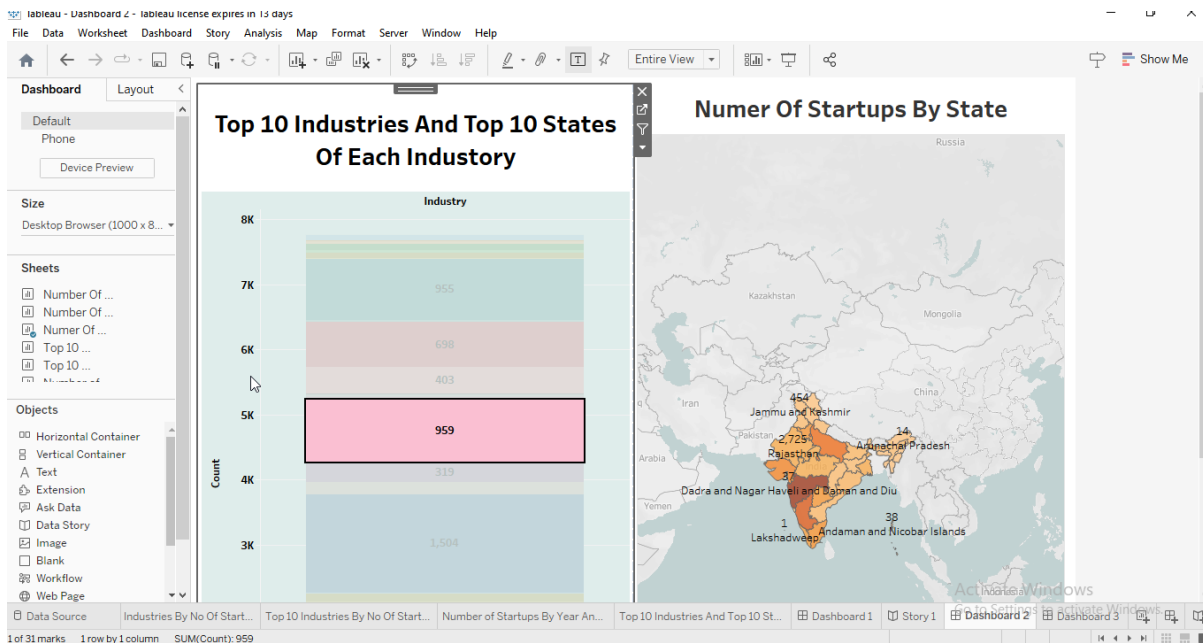 Tableau - Dashboard 2 - Tableau license expires in 13 days
File Data Worksheet Dashboard Story Analysis Map Format Server Window Help
Entire View
Show Me
Dashboard Layout
Default
Phone
Device Preview
Size
Desktop Browser (1000 x 8...
Sheets
Number Of ...
Number Of ...
Numer Of ...
Top 10 ...
Top 10 ...
Number of
Objects
Horizontal Container
Vertical Container
Text
Extension
Ask Data
Data Story
Image
Blank
Workflow
Web Page
Top 10 Industries And Top 10 States
Of Each Industory
Industry
8K
7K
6K
5K
4K
3K
Count
955
698
403
959
319
1,504
Numer Of Startups By State
Russia
Kazakhstan
Mongolia
China
Iran
Pakistan
Arabia
Yemen
Indonesia
454
Jammu and Kashmir
14
Arunachal Pradesh
2,725
Rajasthan
37
Dadra and Nagar Haveli and Daman and Diu
38
Andaman and Nicobar Islands
1
Lakshadweep
Activate Windows
Go to Settings to activate Windows.
Data Source Industries By No Of Start... Top 10 Industries By No Of Start... Number of Startups By Year An... Top 10 Industries And Top 10 St... Dashboard 1 Story 1 Dashboard 2 Dashboard 3
1 of 31 marks 1 row by 1 column SUM(Count): 959